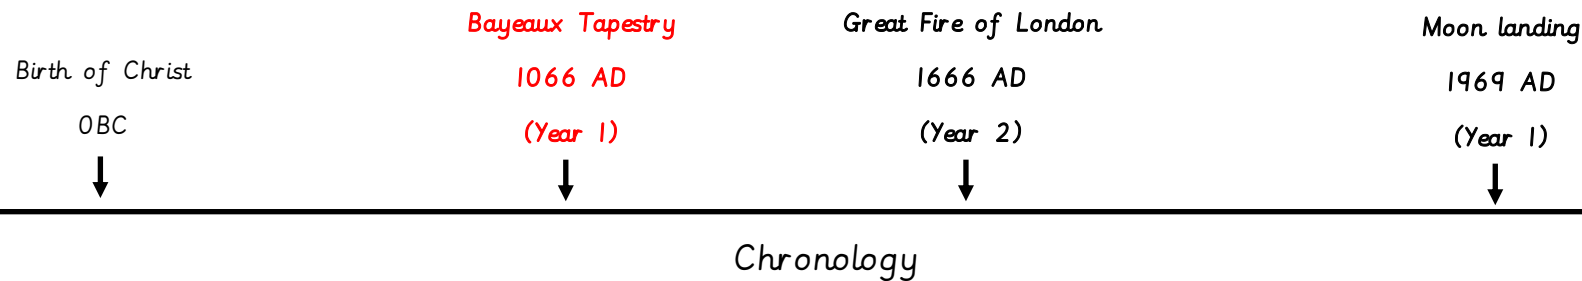 Birth of Christ
0BC
Bayeaux Tapestry
1066 AD
(Year 1)
Great Fire of London
1666 AD
(Year 2)
Moon landing
1969 AD
(Year 1)
Chronology